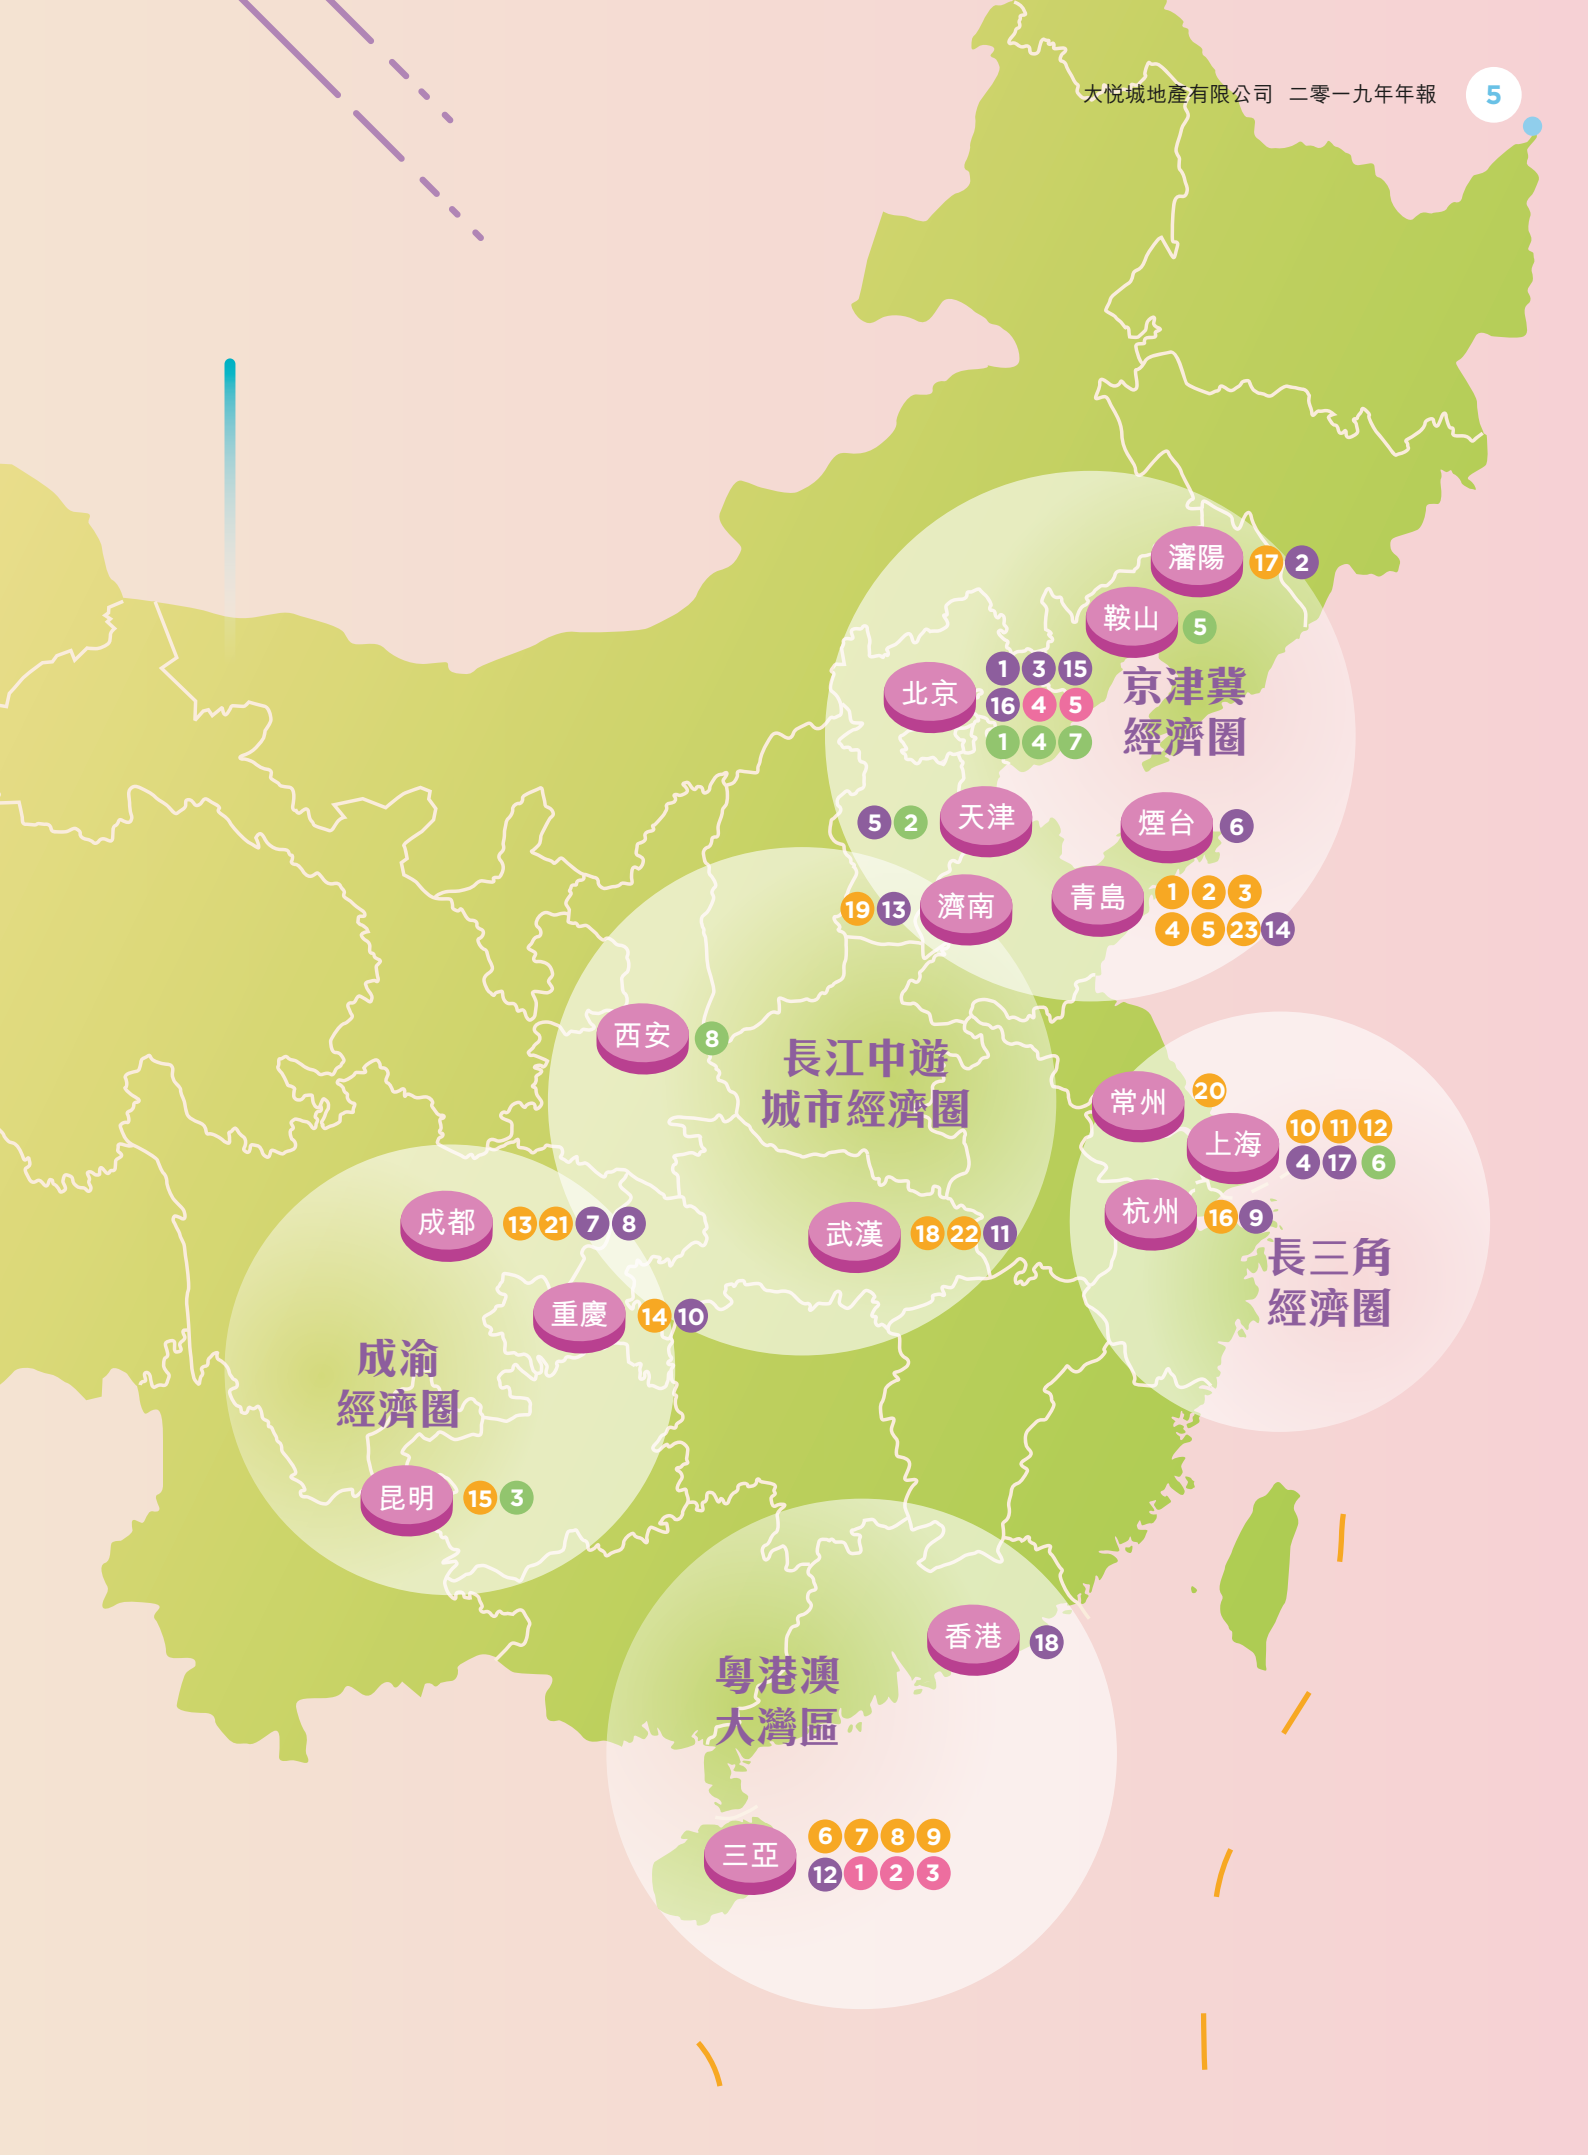 大悦城地產有限公司 二零一九年年報 5
瀋陽 17 2
鞍山 5
北京 1 3 15
16 4 5
1 4 7
京津冀
經濟圈
5 2 天津
煙台 6
19 13 濟南
青島 1 2 3
4 5 23 14
西安 8
長江中遊
城市經濟圈
常州 20
上海 10 11 12
4 17 6
杭州 16 9
長三角
經濟圈
成都 13 21 7 8
武漢 18 22 11
重慶 14 10
成渝
經濟圈
昆明 15 3
香港 18
粵港澳
大灣區
三亞 6 7 8 9
12 1 2 3